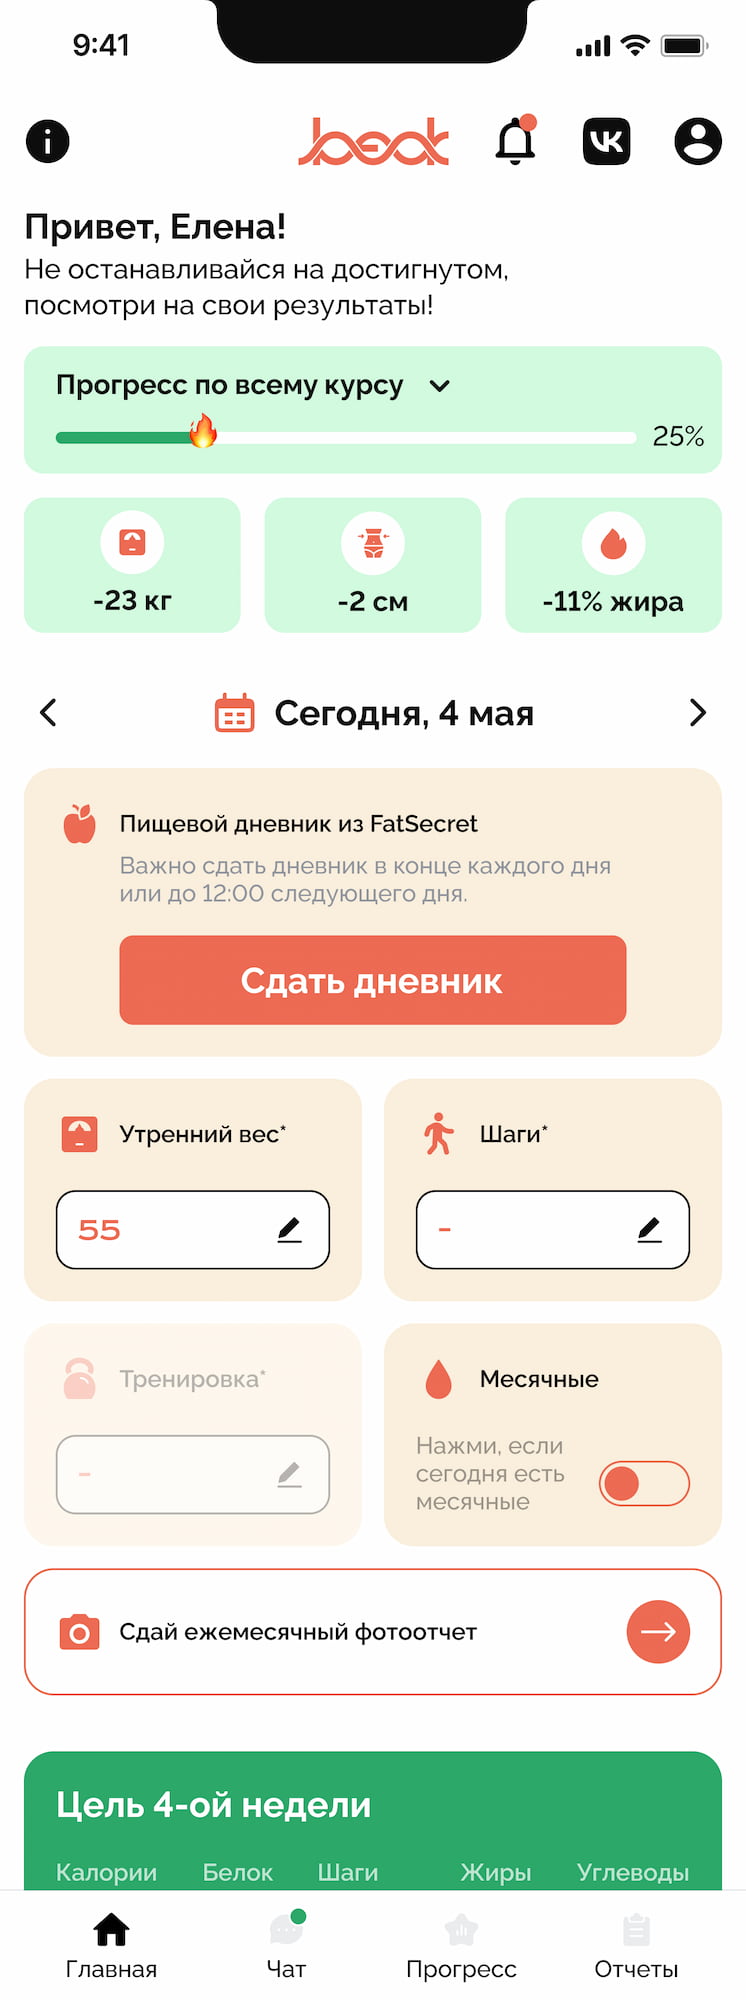 9:41
beak
VK
Привет, Елена!
Не останавливайся на достигнутом,
посмотри на свои результаты!
Прогресс по всему курсу
25%
-23 кг
-2 см
-11% жира
Сегодня, 4 мая
Пищевой дневник из FatSecret
Важно сдать дневник в конце каждого дня
или до 12:00 следующего дня.
Сдать дневник
Утренний вес*
Шаги*
55
-
Тренировка*
Месячные
-
Нажми, если
сегодня есть
месячные
Сдай ежемесячный фотоотчет
Цель 4-ой недели
Калории Белок Шаги Жиры Углеводы
Главная Чат Прогресс Отчеты